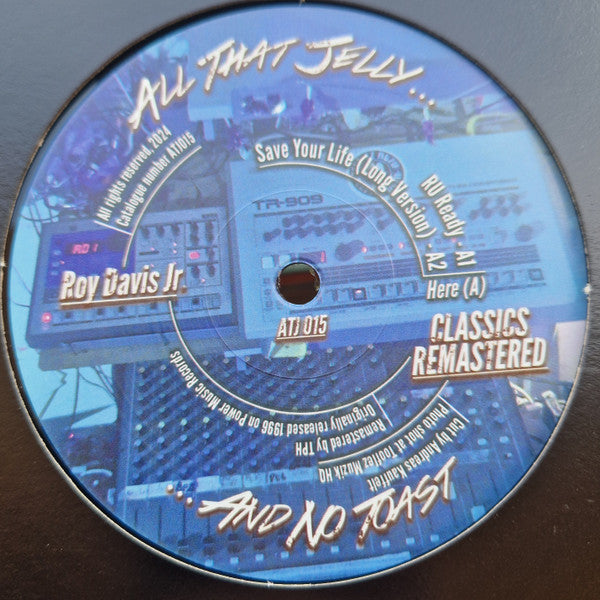 ALL THAT JELLY...
All rights reserved, 2024
Catalogue number ATJ015
RU Ready - A1
Save Your Life (Long Version) - A2
TR-909
Roy Davis Jr.
Here (A)
ATJ 015
CLASSICS
REMASTERED
Orginally released 1996 on Power Music Records
Remastered by TPH
Photo shot at Toolfez Muzik HQ
Cut by Andreas Kauffelt
...AND NO TOAST